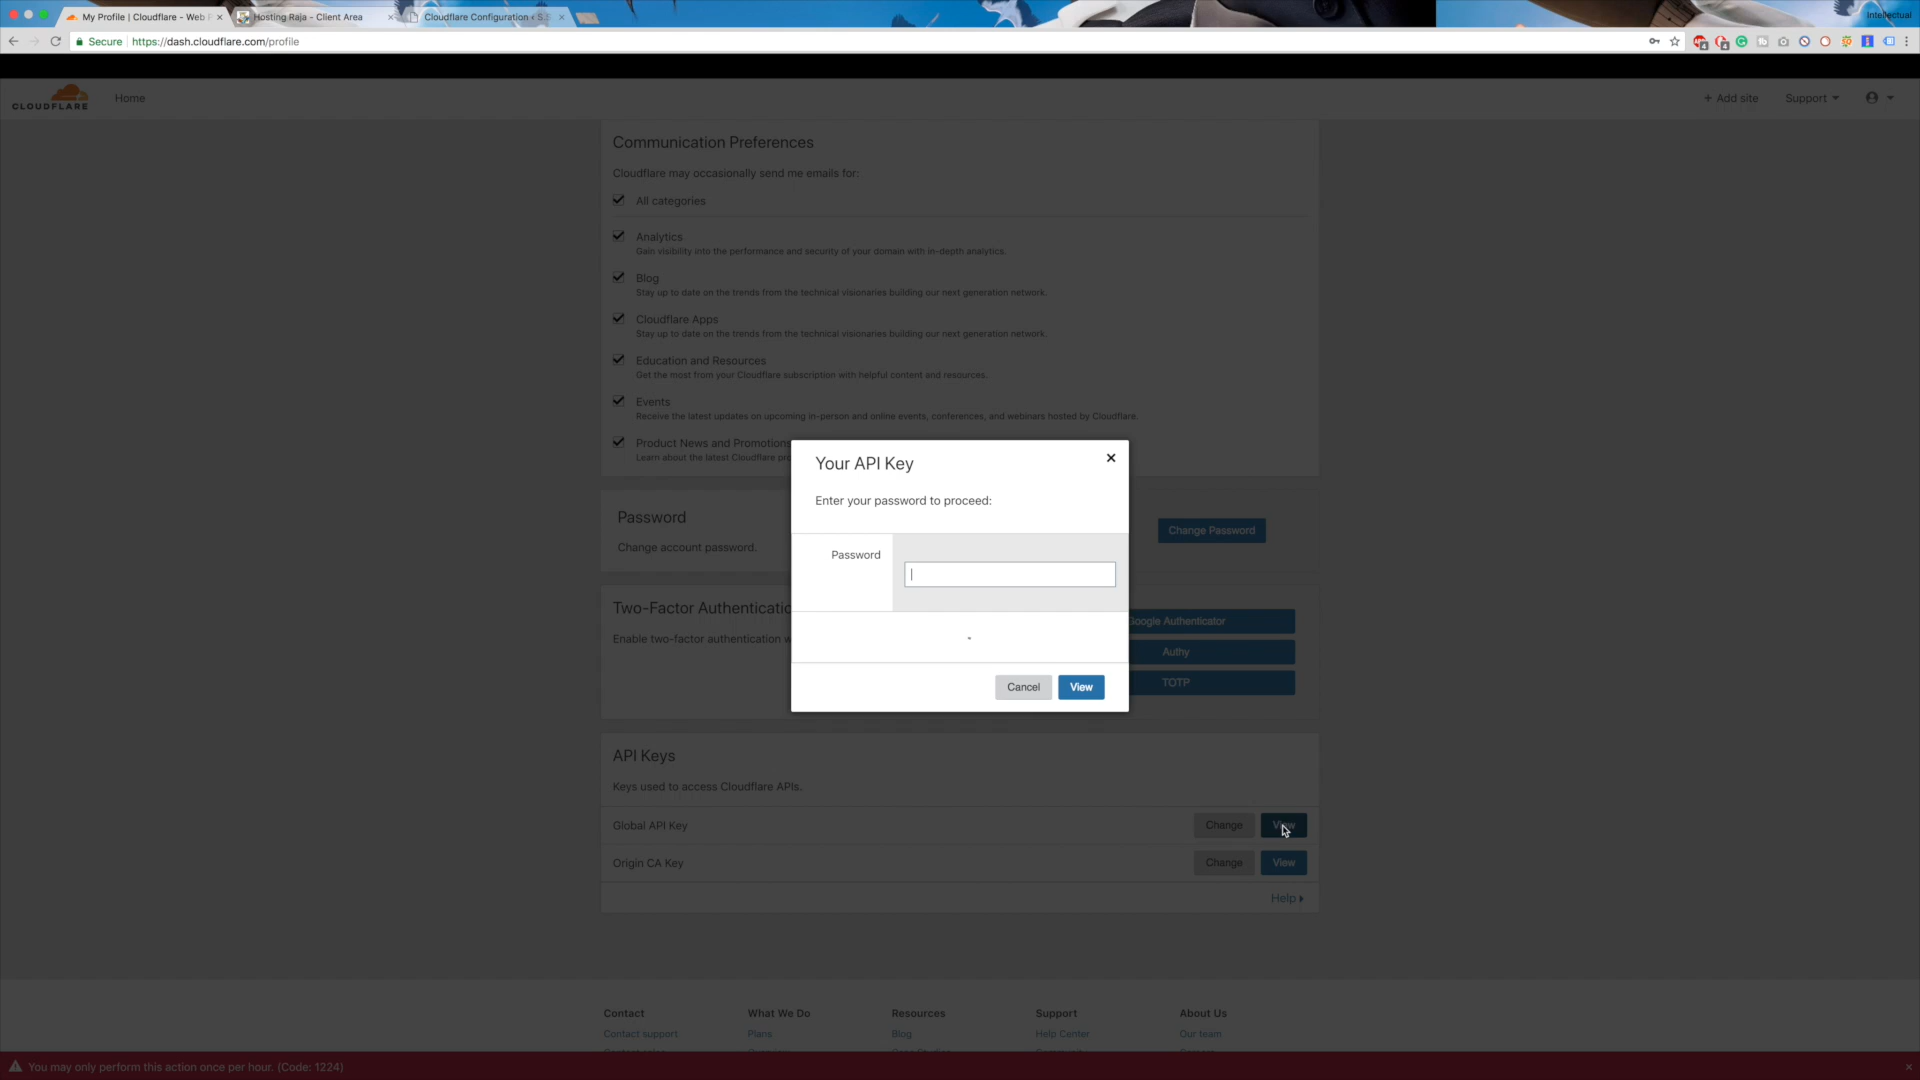 My Profile | Cloudflare - Web P
Hosting Raja - Client Area
Cloudflare Configuration ‹ S.S
Intellectual
Secure
https://dash.cloudflare.com/profile
CLOUDFLARE
Home
+ Add site
Support
Communication Preferences
Cloudflare may occasionally send me emails for:
All categories
Analytics
Gain visibility into the performance and security of your domain with in-depth analytics.
Blog
Stay up to date on the trends from the technical visionaries building our next generation network.
Cloudflare Apps
Stay up to date on the trends from the technical visionaries building our next generation network.
Education and Resources
Get the most from your Cloudflare subscription with helpful content and resources.
Events
Receive the latest updates on upcoming in-person and online events, conferences, and webinars hosted by Cloudflare.
Product News and Promotions
Learn about the latest Cloudflare pr
Your API Key
Enter your password to proceed:
Password
Cancel
View
Password
Change account password.
Change Password
Two-Factor Authenticatio
Enable two-factor authentication w
Google Authenticator
Authy
TOTP
API Keys
Keys used to access Cloudflare APIs.
Global API Key
Change
View
Origin CA Key
Change
View
Help
Contact
What We Do
Resources
Support
About Us
Contact support
Plans
Blog
Help Center
Our team
You may only perform this action once per hour. (Code: 1224)